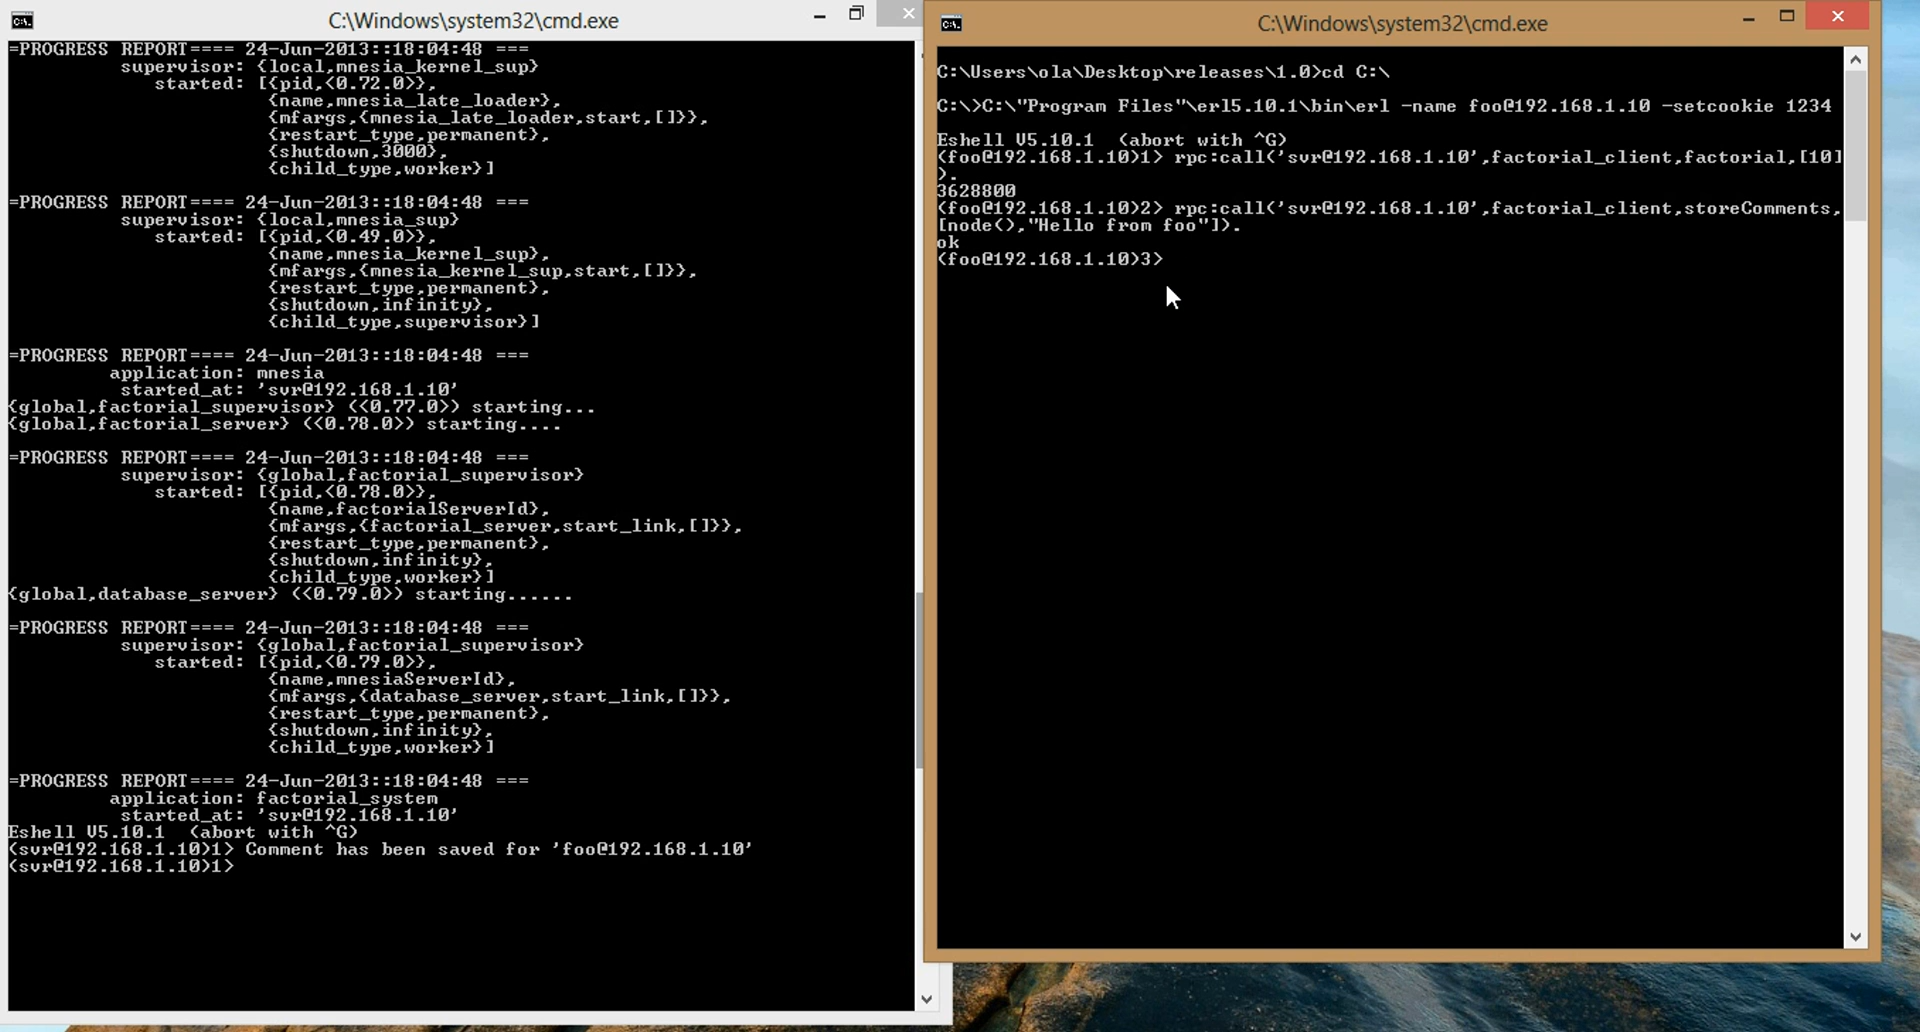 C:\Windows\system32\cmd.exe
=PROGRESS REPORT==== 24-Jun-2013::18:04:48 ===
supervisor: {local,mnesia_kernel_sup}
started: [{pid,<0.72.0>},
{name,mnesia_late_loader},
{mfargs,{mnesia_late_loader,start,[]}},
{restart_type,permanent},
{shutdown,3000},
{child_type,worker}]
=PROGRESS REPORT==== 24-Jun-2013::18:04:48 ===
supervisor: {local,mnesia_sup}
started: [{pid,<0.49.0>},
{name,mnesia_kernel_sup},
{mfargs,{mnesia_kernel_sup,start,[]}},
{restart_type,permanent},
{shutdown,infinity},
{child_type,supervisor}]
=PROGRESS REPORT==== 24-Jun-2013::18:04:48 ===
application: mnesia
started_at: 'svr@192.168.1.10'
{global,factorial_supervisor} (<0.77.0>) starting...
{global,factorial_server} (<0.78.0>) starting....
=PROGRESS REPORT==== 24-Jun-2013::18:04:48 ===
supervisor: {global,factorial_supervisor}
started: [{pid,<0.78.0>},
{name,factorialServerId},
{mfargs,{factorial_server,start_link,[]}},
{restart_type,permanent},
{shutdown,infinity},
{child_type,worker}]
{global,database_server} (<0.79.0>) starting......
=PROGRESS REPORT==== 24-Jun-2013::18:04:48 ===
supervisor: {global,factorial_supervisor}
started: [{pid,<0.79.0>},
{name,mnesiaServerId},
{mfargs,{database_server,start_link,[]}},
{restart_type,permanent},
{shutdown,infinity},
{child_type,worker}]
=PROGRESS REPORT==== 24-Jun-2013::18:04:48 ===
application: factorial_system
started_at: 'svr@192.168.1.10'
Eshell V5.10.1  (abort with ^G)
(svr@192.168.1.10)1> Comment has been saved for 'foo@192.168.1.10'
(svr@192.168.1.10)1>
C:\Windows\system32\cmd.exe
C:\Users\ola\Desktop\releases\1.0>cd C:\
C:\>C:\"Program Files"\erl5.10.1\bin\erl -name foo@192.168.1.10 -setcookie 1234
Eshell V5.10.1  (abort with ^G)
(foo@192.168.1.10)1> rpc:call('svr@192.168.1.10',factorial_client,factorial,[10]
).
3628800
(foo@192.168.1.10)2> rpc:call('svr@192.168.1.10',factorial_client,storeComments,
[node(),"Hello from foo"]).
ok
(foo@192.168.1.10)3>